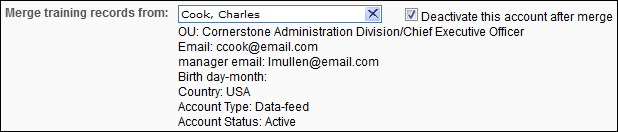 Merge training records from: Cook, Charles Deactivate this account after merge
OU: Cornerstone Administration Division/Chief Executive Officer
Email: ccook@email.com
manager email: lmullen@email.com
Birth day-month:
Country: USA
Account Type: Data-feed
Account Status: Active